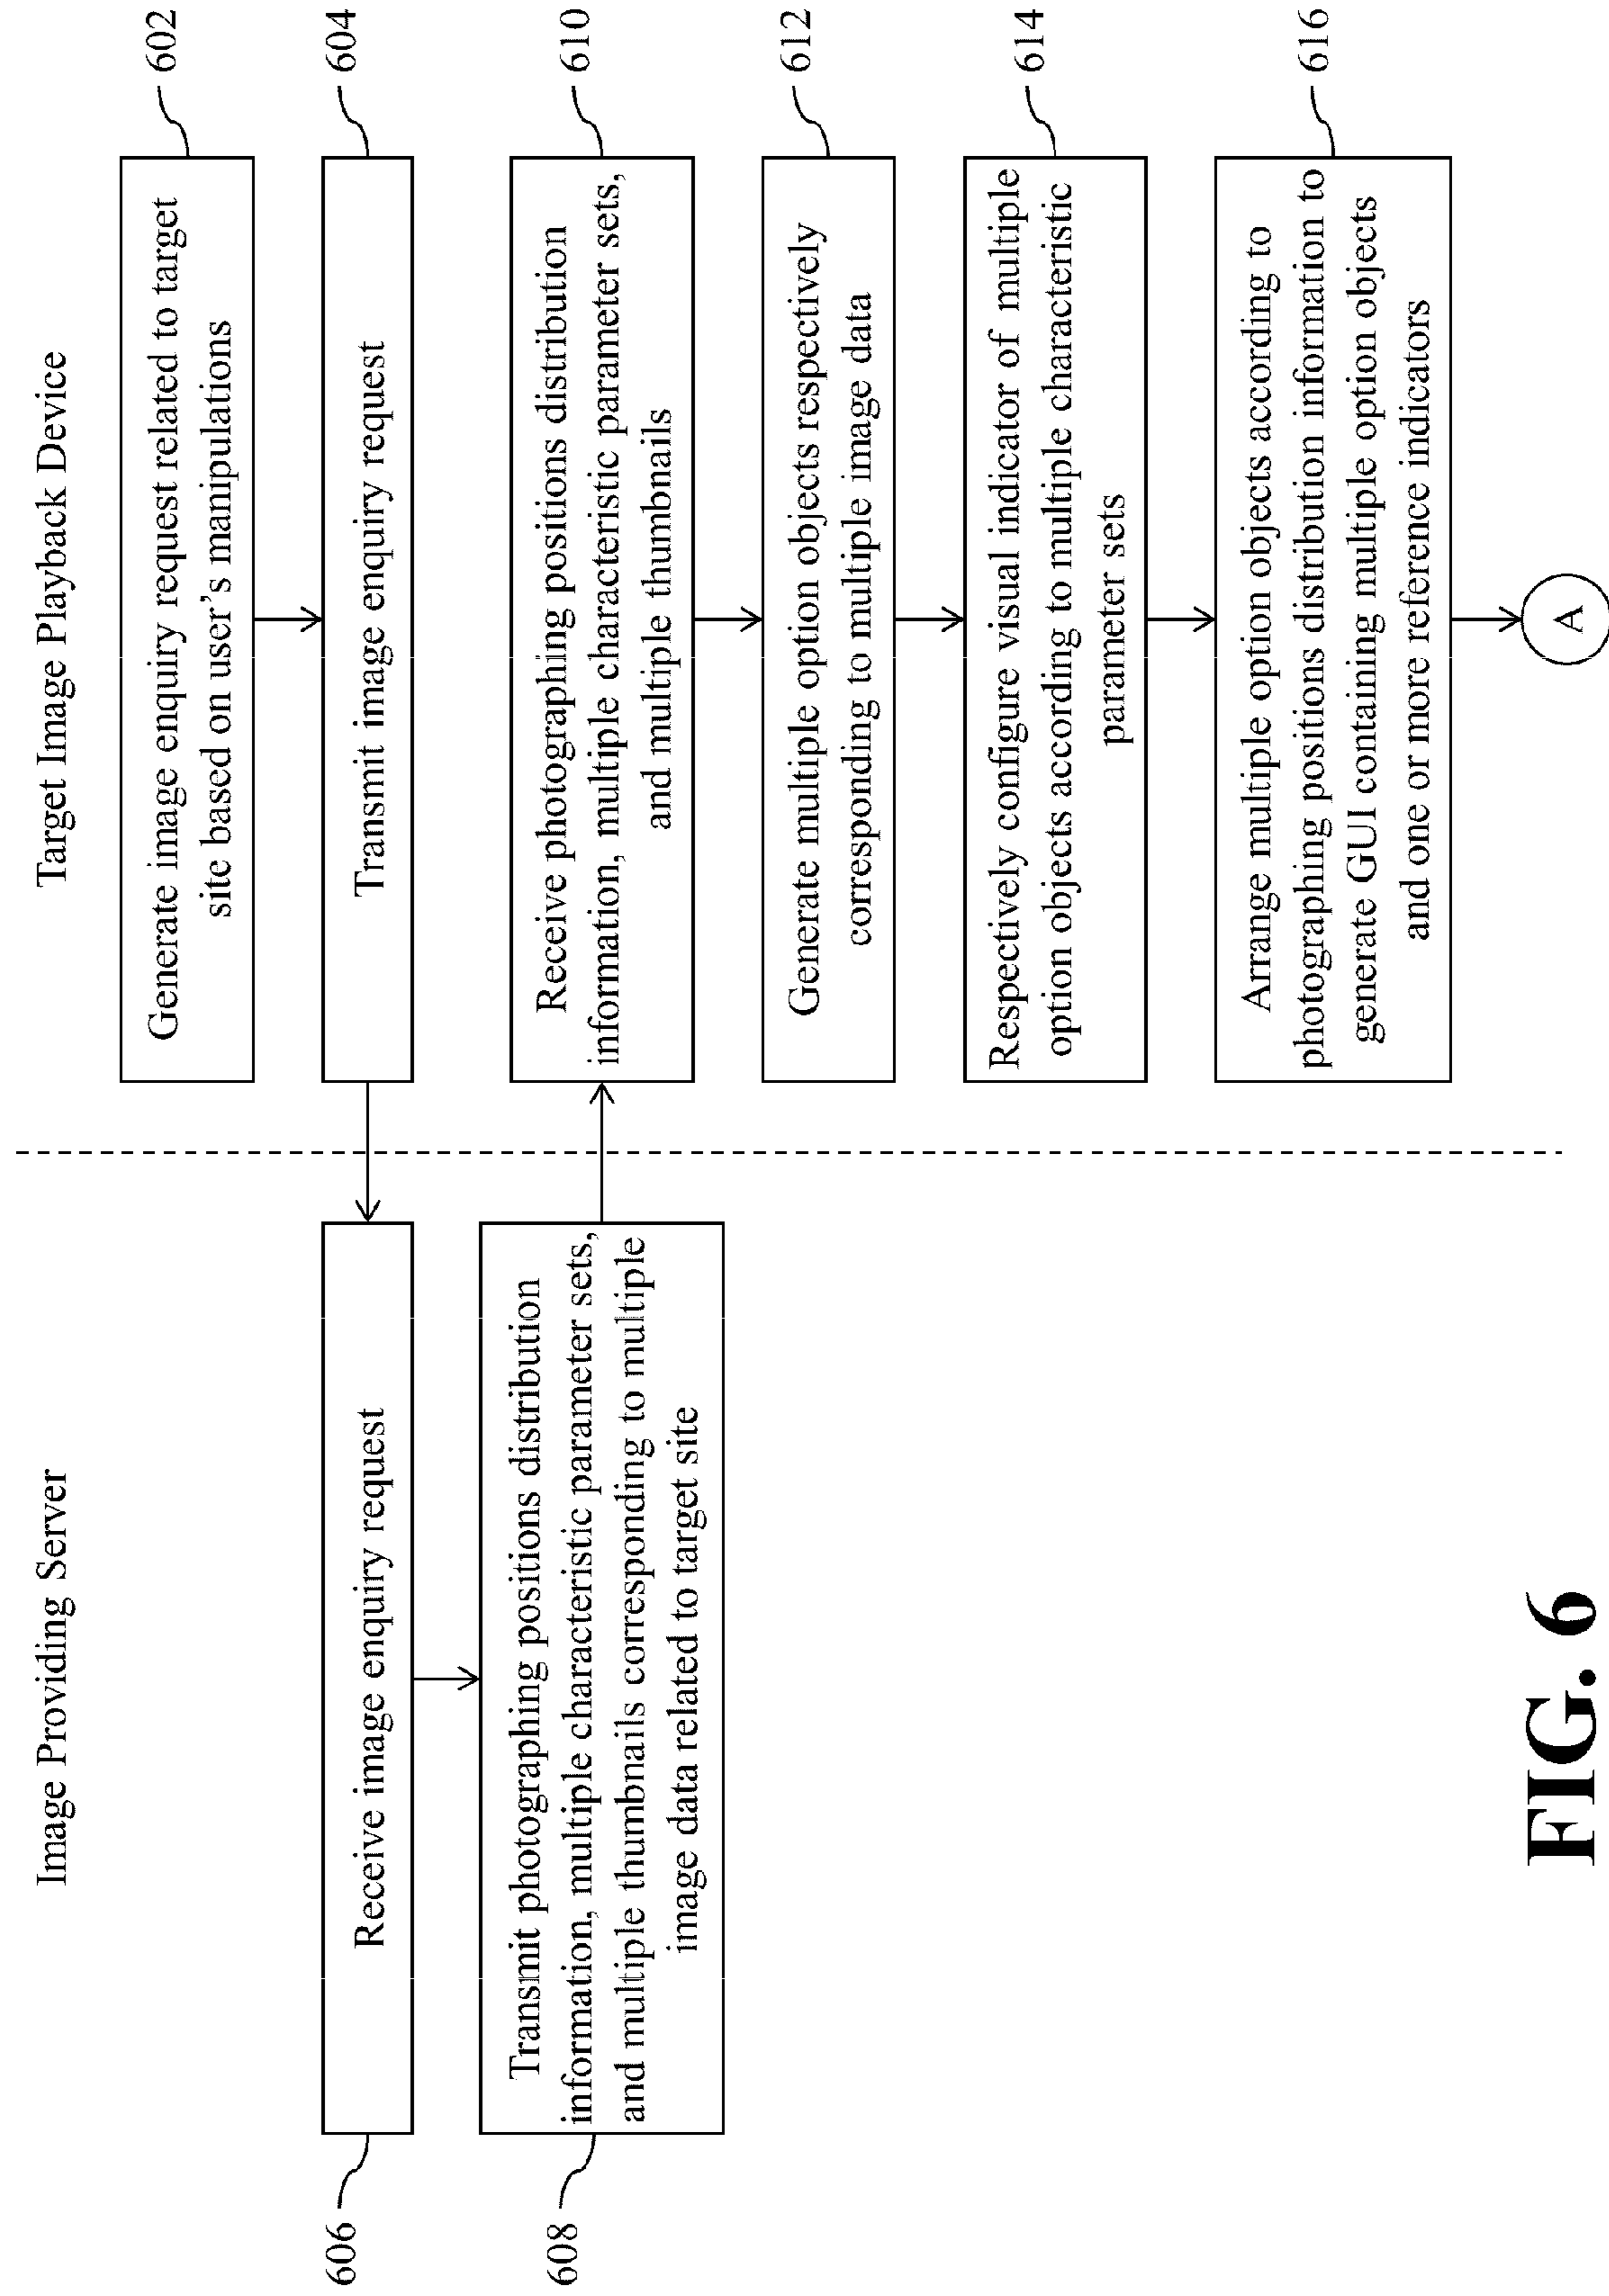 Image Providing Server
Target Image Playback Device
Generate image enquiry request related to target
site based on user's manipulations
602
Transmit image enquiry request
604
606
Receive image enquiry request
608
Transmit photographing positions distribution
information, multiple characteristic parameter sets,
and multiple thumbnails corresponding to multiple
image data related to target site
Receive photographing positions distribution
information, multiple characteristic parameter sets,
and multiple thumbnails
610
Generate multiple option objects respectively
corresponding to multiple image data
612
Respectively configure visual indicator of multiple
option objects according to multiple characteristic
parameter sets
614
Arrange multiple option objects according to
photographing positions distribution information to
generate GUI containing multiple option objects
and one or more reference indicators
616
A
FIG. 6